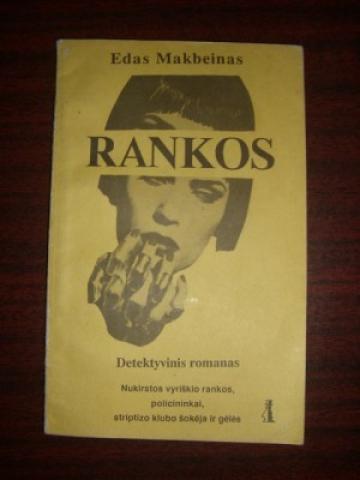 Edas Makbeinas
RANKOS
Detektyvinis romanas
Nukirstos vyriškio rankos,
policininkai,
striptizo klubo šokėja ir gėlės